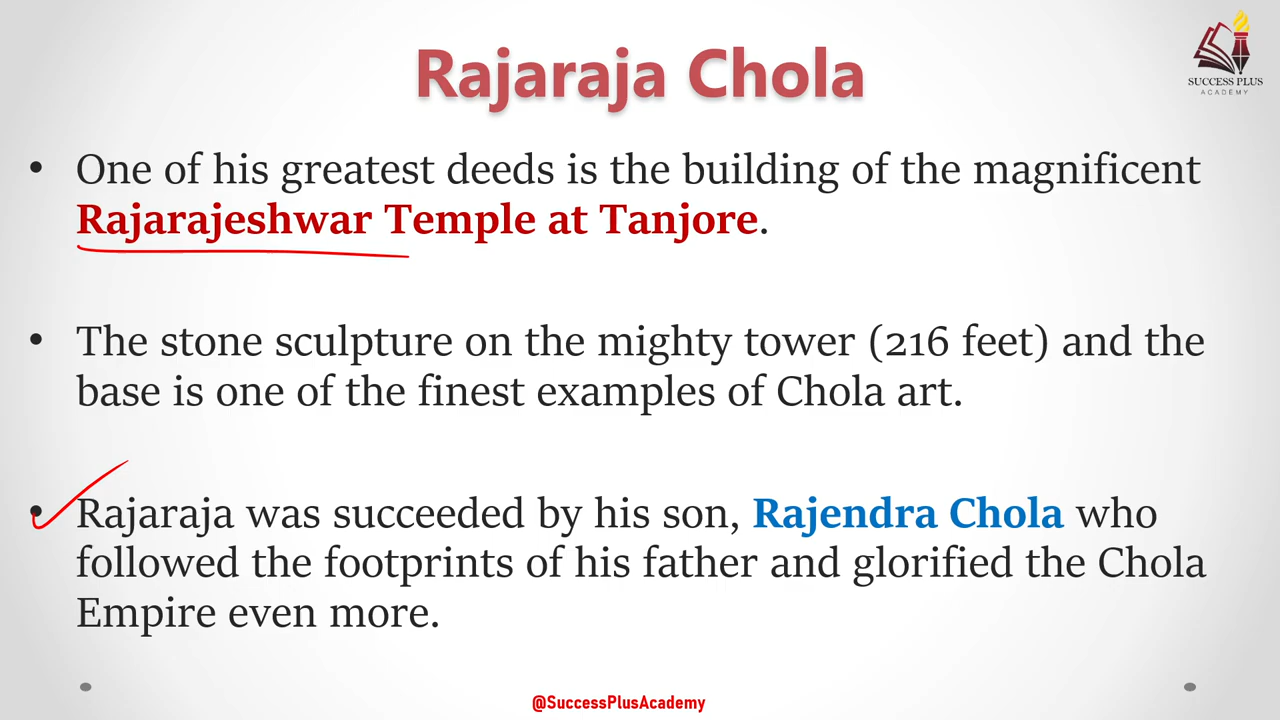 Rajaraja Chola
SUCCESS PLUS
ACADEMY
• One of his greatest deeds is the building of the magnificent
Rajarajeshwar Temple at Tanjore.
• The stone sculpture on the mighty tower (216 feet) and the
base is one of the finest examples of Chola art.
• Rajaraja was succeeded by his son, Rajendra Chola who
followed the footprints of his father and glorified the Chola
Empire even more.
@SuccessPlusAcademy